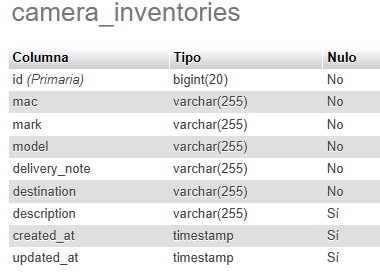 camera_inventories
Columna Tipo Nulo
id (Primaria) bigint(20) No
mac varchar(255) No
mark varchar(255) No
model varchar(255) No
delivery_note varchar(255) No
destination varchar(255) No
description varchar(255) Sí
created_at timestamp Sí
updated_at timestamp Sí